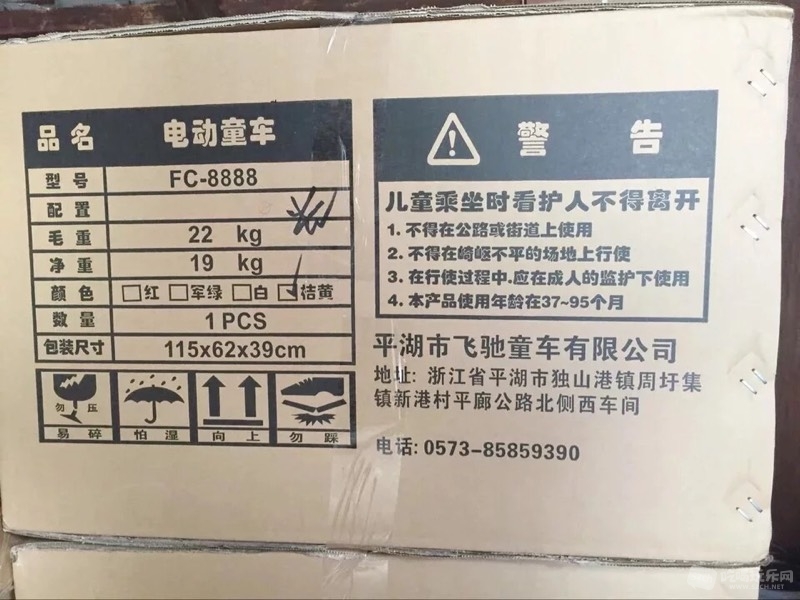 品名 电动童车
型号 FC-8888
配置
毛重 22 kg
净重 19 kg
颜色 红 军绿 白 桔黄
数量 1PCS
包装尺寸 115x62x39cm
勿压
易碎 怕湿 向上 勿踩
警告
儿童乘坐时看护人不得离开
1. 不得在公路或街道上使用
2. 不得在崎岖不平的场地上行使
3. 在行使过程中.应在成人的监护下使用
4. 本产品使用年龄在37~95个月
平湖市飞驰童车有限公司
地址: 浙江省平湖市独山港镇周圩集
镇新港村平廊公路北侧西车间
电话: 0573-85859390